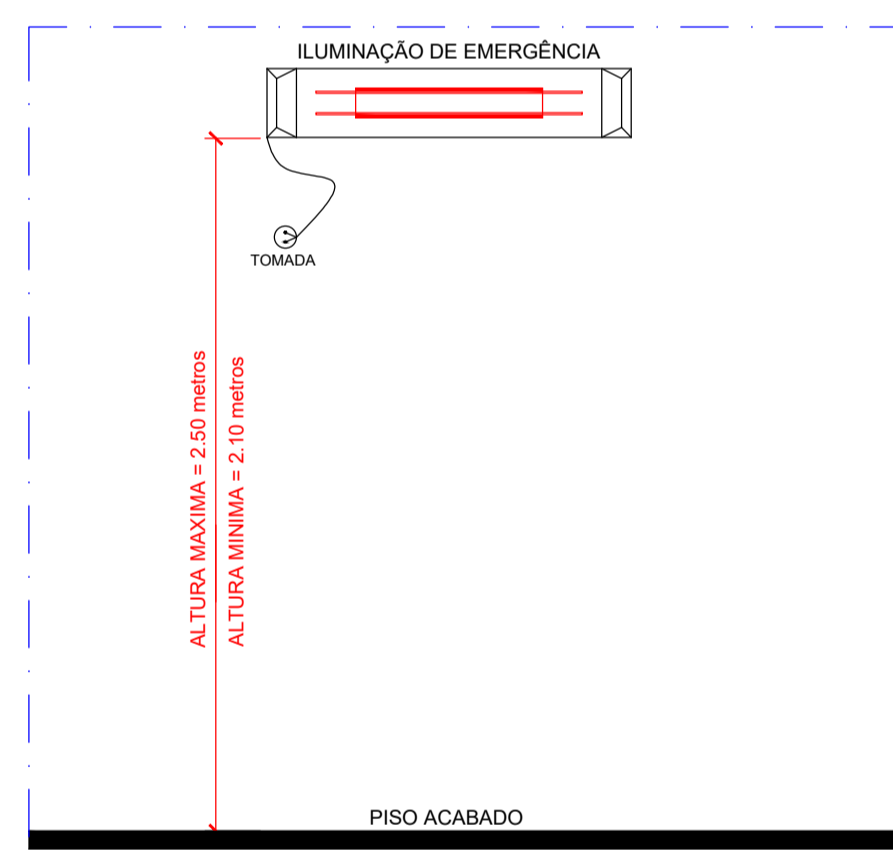 ILUMINAÇÃO DE EMERGÊNCIA
TOMADA
ALTURA MAXIMA = 2.50 metros
ALTURA MINIMA = 2.10 metros
PISO ACABADO